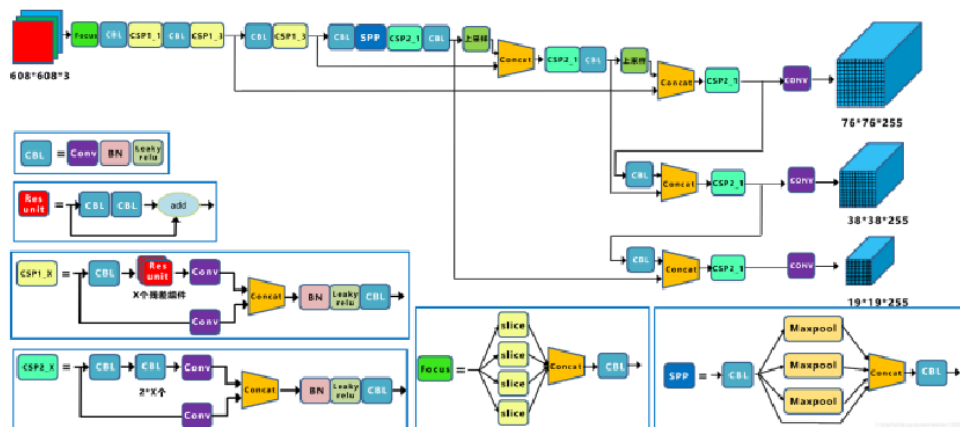 608*608*3
Focus CBL CSP1_1 CBL CSP1_3 CBL CSP1_3 CBL SPP CSP2_1 CBL 上采样 Concat CSP2_1 CBL 上采样 Concat CSP2_1 CONV
76*76*255
CBL Concat CSP2_1 CONV
38*38*255
CBL Concat CSP2_1 CONV
19*19*255
CBL = Conv BN Leaky relu
Res unit = CBL CBL add
CSP1_X = CBL Res unit Conv Concat BN Leaky relu CBL
X个残差组件
Conv
CSP2_X = CBL CBL Conv Concat BN Leaky relu CBL
2*X个
Conv
Focus = slice slice slice slice Concat CBL
SPP = CBL Maxpool Maxpool Maxpool Concat CBL